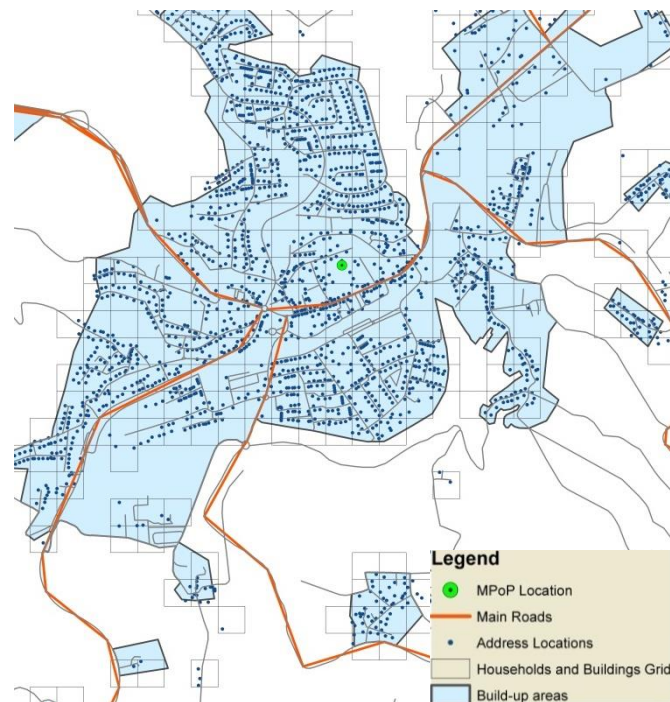 Legend
MPoP Location
Main Roads
Address Locations
Households and Buildings Grid
Build-up areas